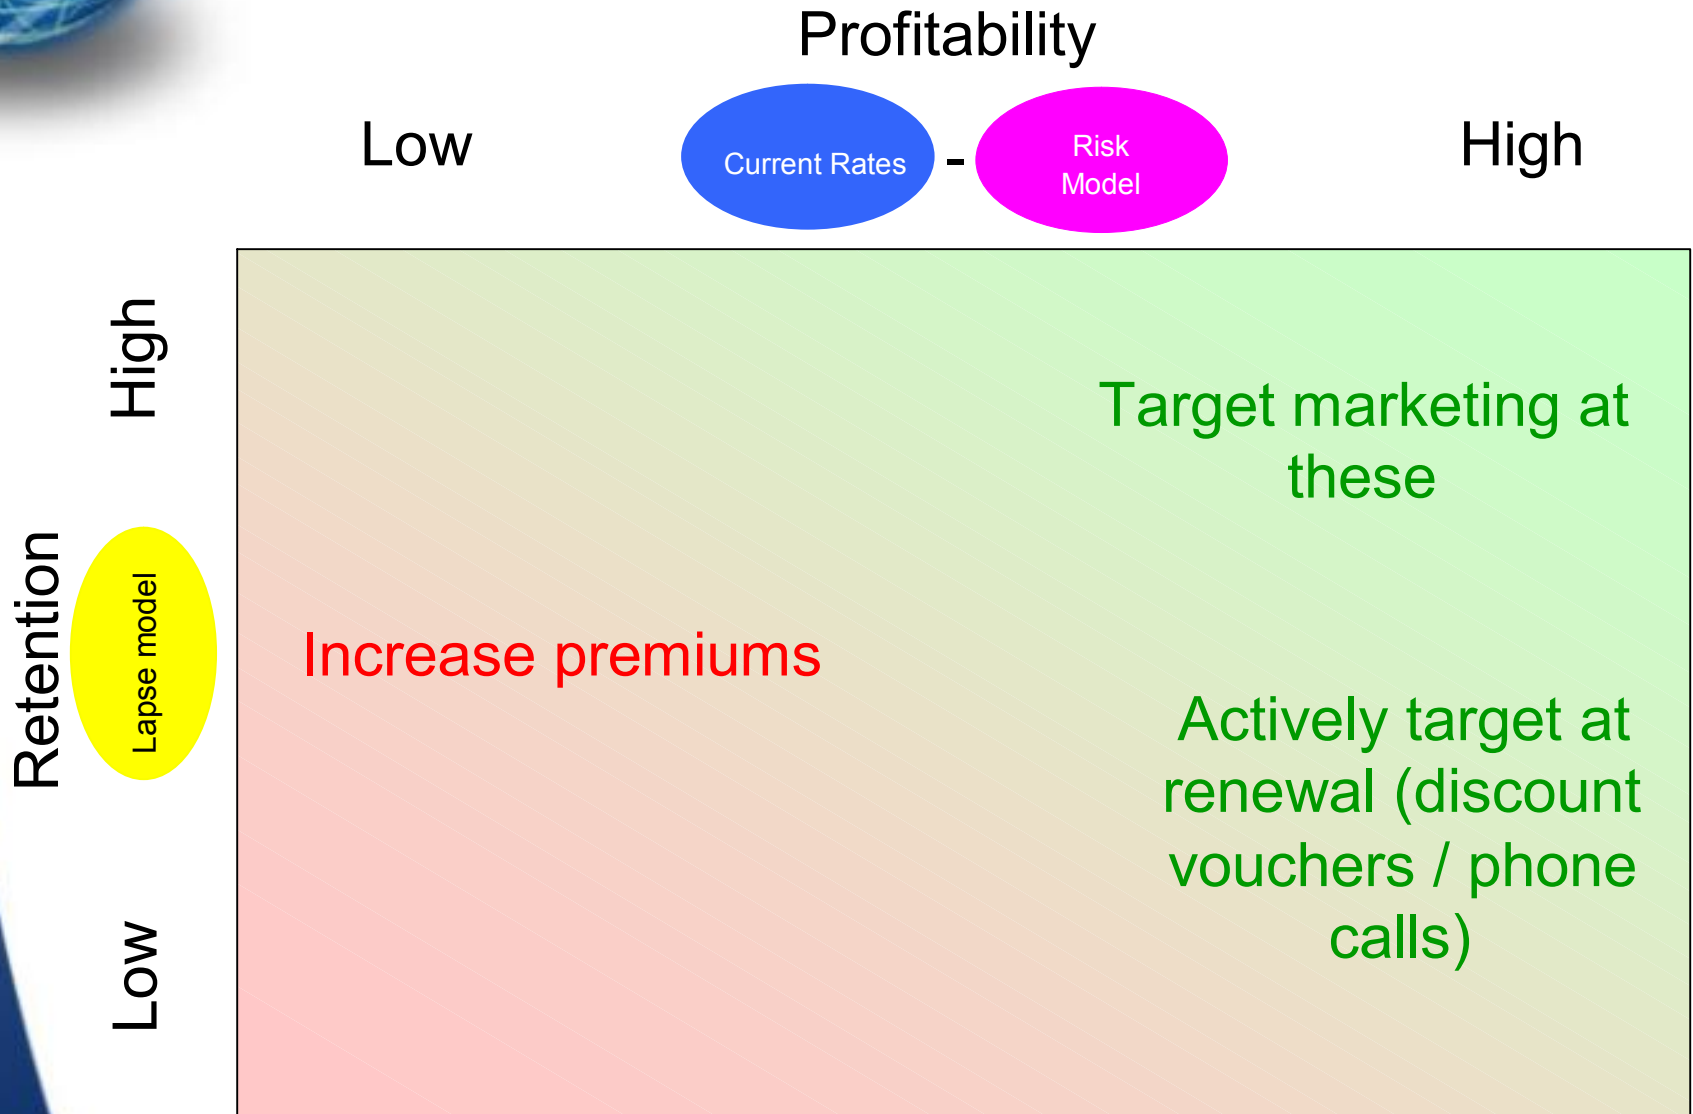 Profitability
Low
Current Rates
-
Risk
Model
High
High
Retention
Lapse model
Low
Target marketing at
these
Increase premiums
Actively target at
renewal (discount
vouchers / phone
calls)